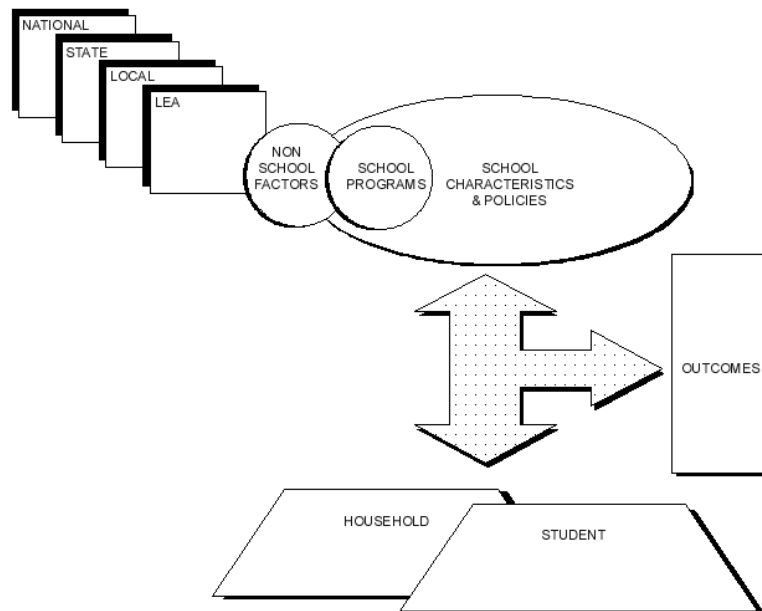 NATIONAL
STATE
LOCAL
LEA
NON
SCHOOL
FACTORS
SCHOOL
PROGRAMS
SCHOOL
CHARACTERISTICS
& POLICIES
OUTCOMES
HOUSEHOLD
STUDENT